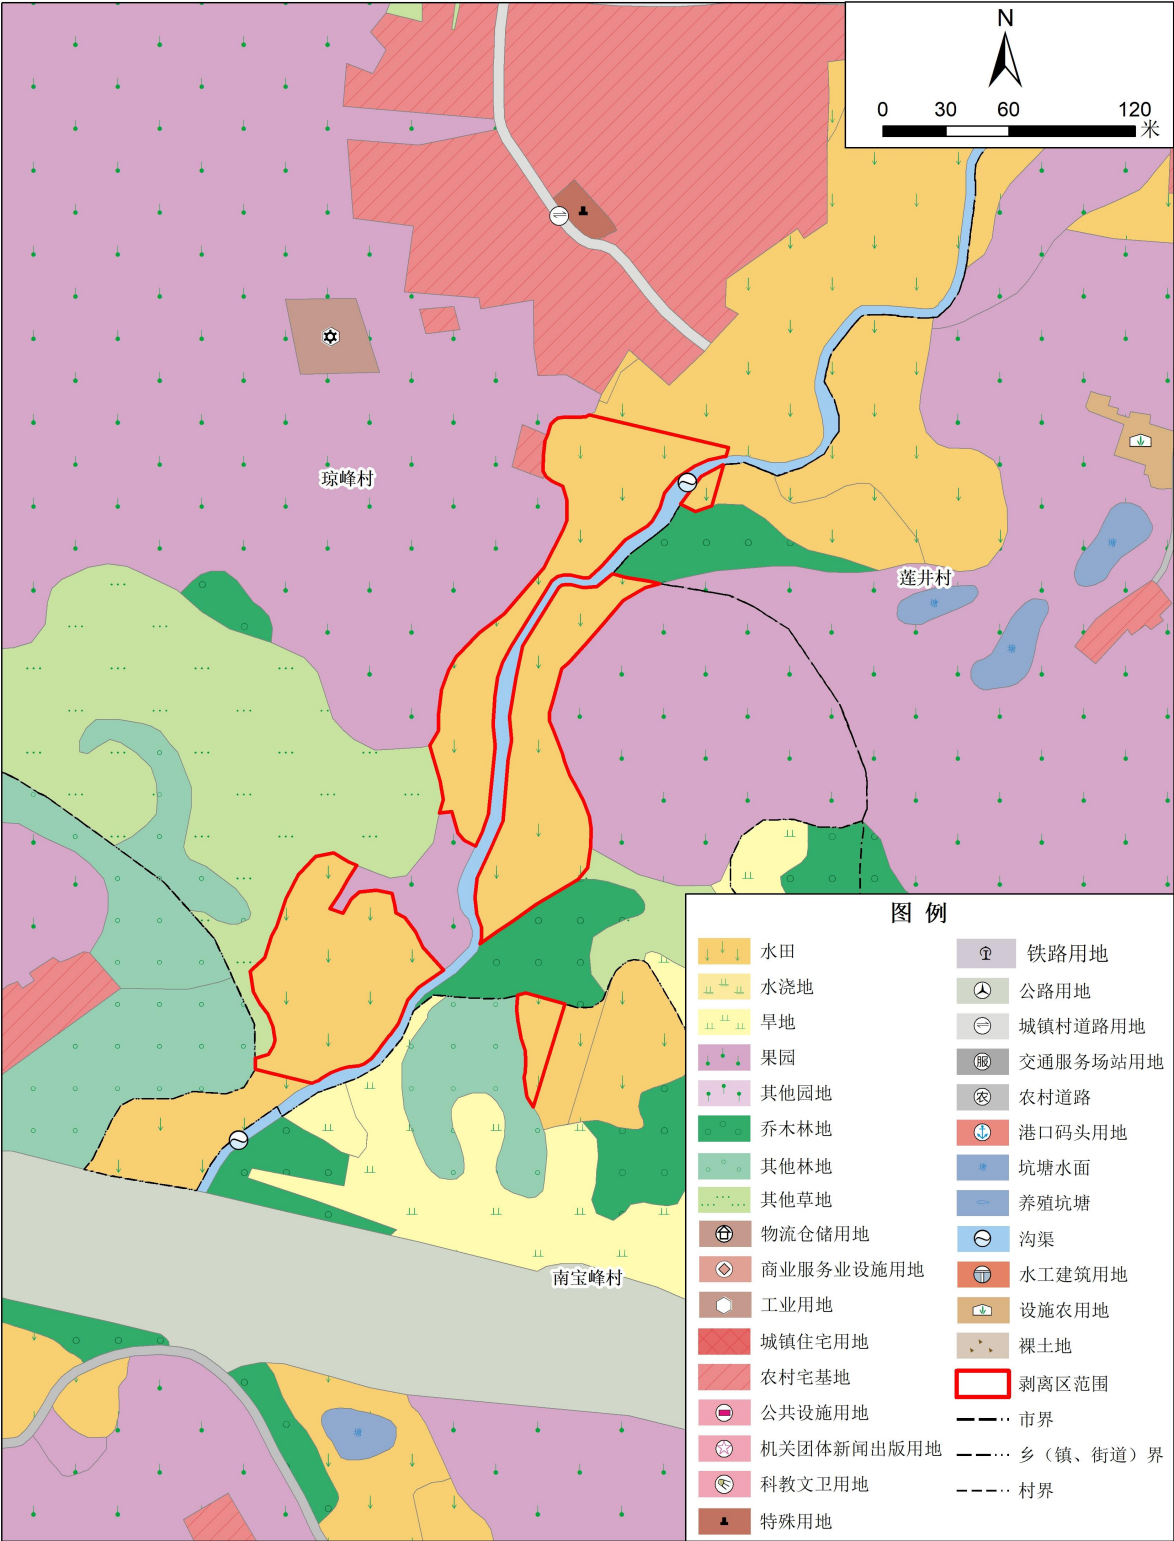 N
0 30 60 120
米
琼峰村
莲井村
塘
塘
塘
南宝峰村
塘
图 例
水田
水浇地
旱地
果园
其他园地
乔木林地
其他林地
其他草地
物流仓储用地
商业服务业设施用地
工业用地
城镇住宅用地
农村宅基地
公共设施用地
机关团体新闻出版用地
科教文卫用地
特殊用地
铁路用地
公路用地
城镇村道路用地
服 交通服务场站用地
农 农村道路
港口码头用地
塘 坑塘水面
养殖坑塘
沟渠
水工建筑用地
设施农用地
裸土地
剥离区范围
市界
乡（镇、街道）界
村界